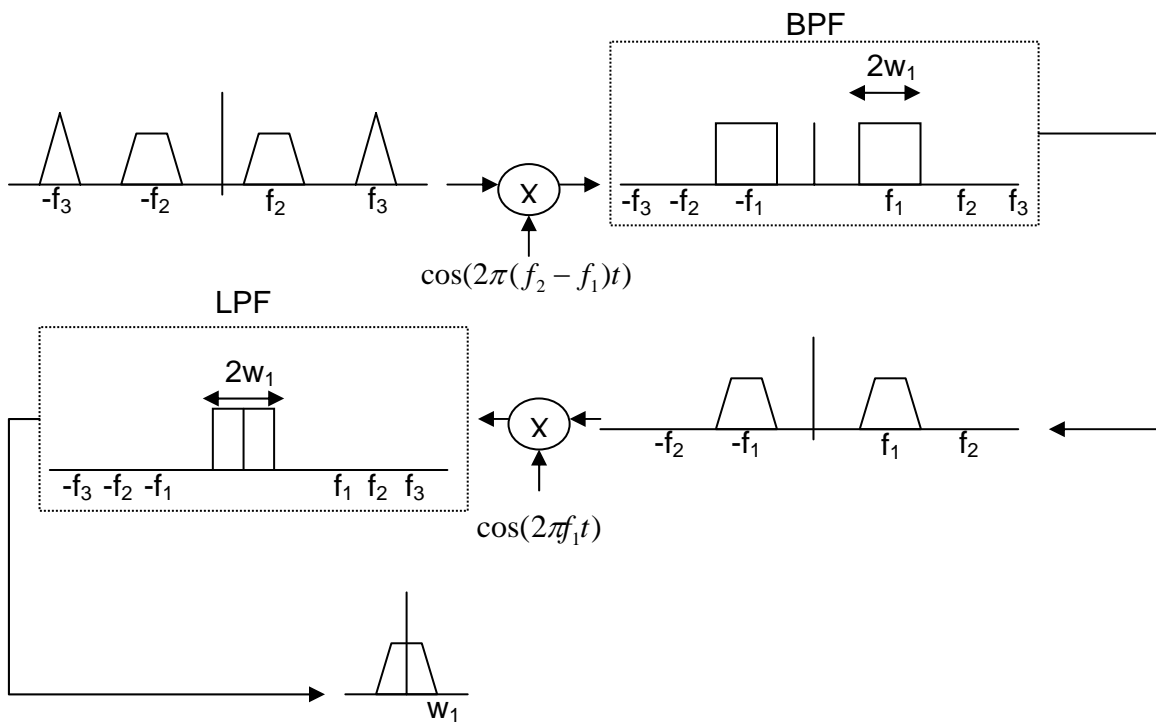 BPF
2w₁
-f₃ -f₂ f₂ f₃
X
-f₃ -f₂ -f₁ f₁ f₂ f₃
cos(2π(f₂ − f₁)t)
LPF
2w₁
X
-f₂ -f₁ f₁ f₂
-f₃ -f₂ -f₁ f₁ f₂ f₃
cos(2πf₁t)
w₁